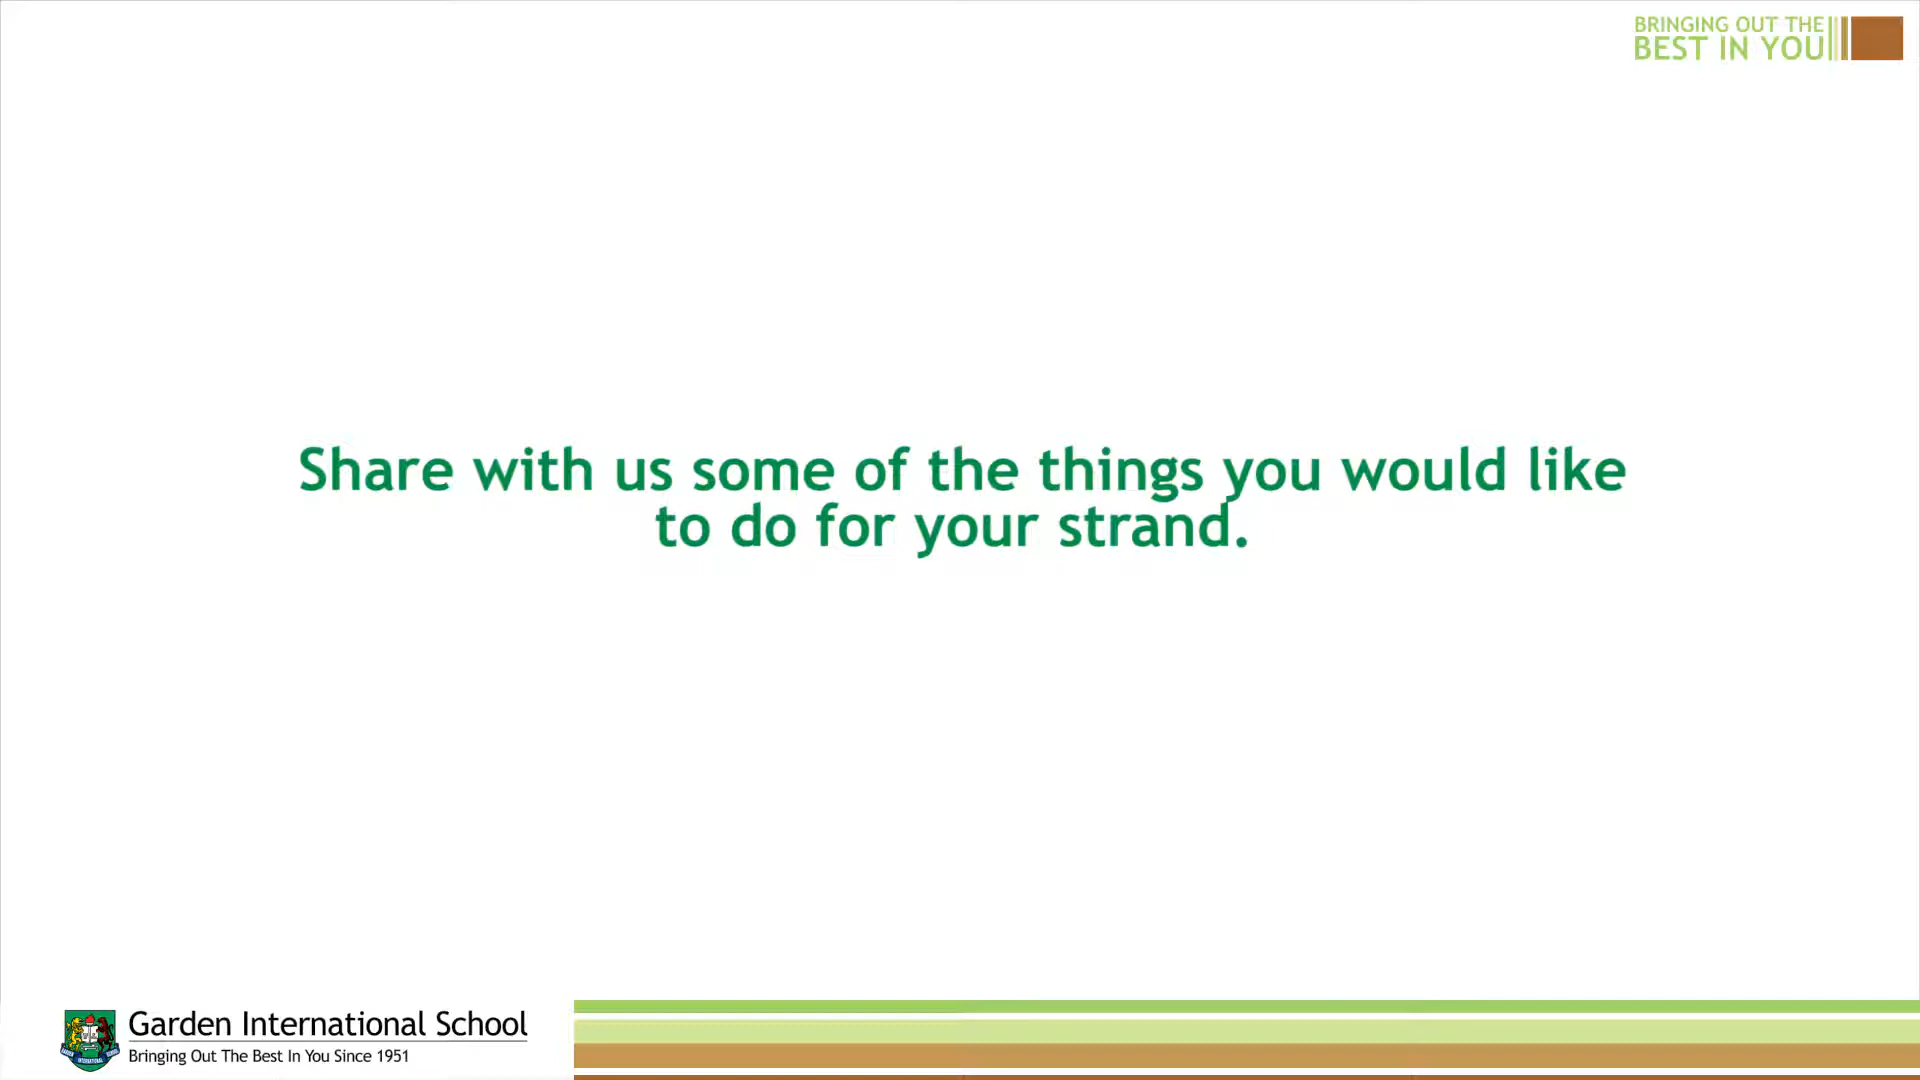 BRINGING OUT THE
BEST IN YOU
Share with us some of the things you would like
to do for your strand.
Garden International School
Bringing Out The Best In You Since 1951